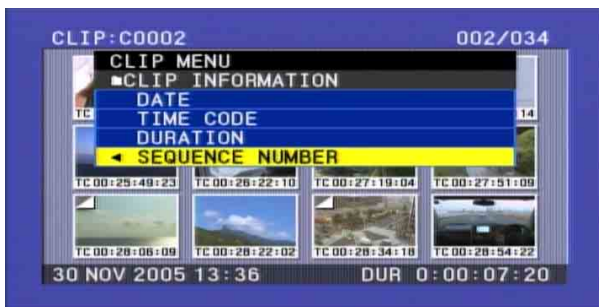 CLIP:C0002 002/034
CLIP MENU
CLIP INFORMATION
TC DATE 14
TIME CODE
DURATION
◄ SEQUENCE NUMBER
TC 00:25:49:23 TC 00:26:22:10 TC 00:27:19:04 TC 00:27:51:09
TC 00:28:06:09 TC 00:28:22:02 TC 00:28:34:18 TC 00:28:54:22
30 NOV 2005 13:36 DUR 0:00:07:20